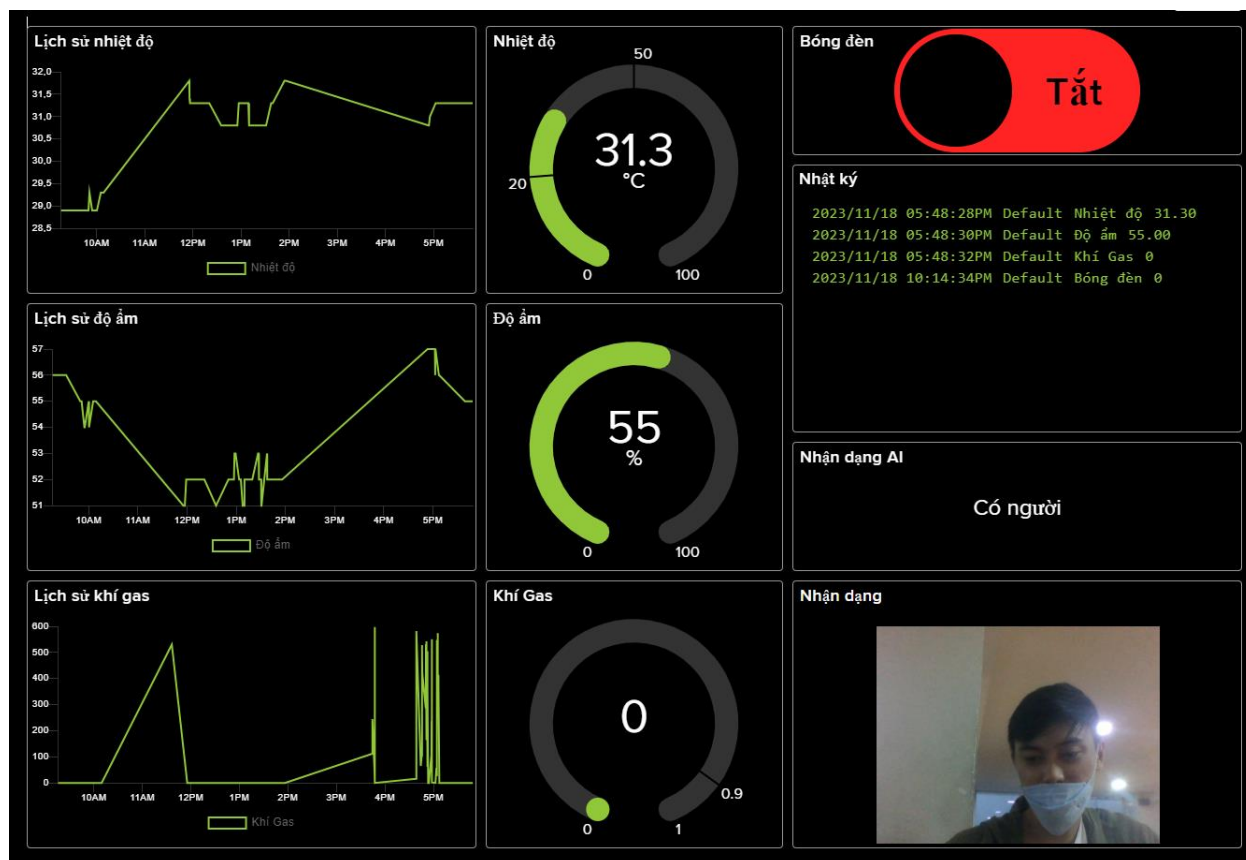 Lịch sử nhiệt độ
32,0
31,5
31,0
30,5
30,0
29,5
29,0
28,5
10AM 11AM 12PM 1PM 2PM 3PM 4PM 5PM
Nhiệt độ
Nhiệt độ
50
31.3
°C
20
0 100
Bóng đèn
Tắt
Nhật ký
2023/11/18 05:48:28PM Default Nhiệt độ 31.30
2023/11/18 05:48:30PM Default Độ ẩm 55.00
2023/11/18 05:48:32PM Default Khí Gas 0
2023/11/18 10:14:34PM Default Bóng đèn 0
Lịch sử độ ẩm
57
56
55
54
53
52
51
10AM 11AM 12PM 1PM 2PM 3PM 4PM 5PM
Độ ẩm
Độ ẩm
55
%
0 100
Nhận dạng AI
Có người
Lịch sử khí gas
600
500
400
300
200
100
0
10AM 11AM 12PM 1PM 2PM 3PM 4PM 5PM
Khí Gas
Khí Gas
0
0.9
0 1
Nhận dạng